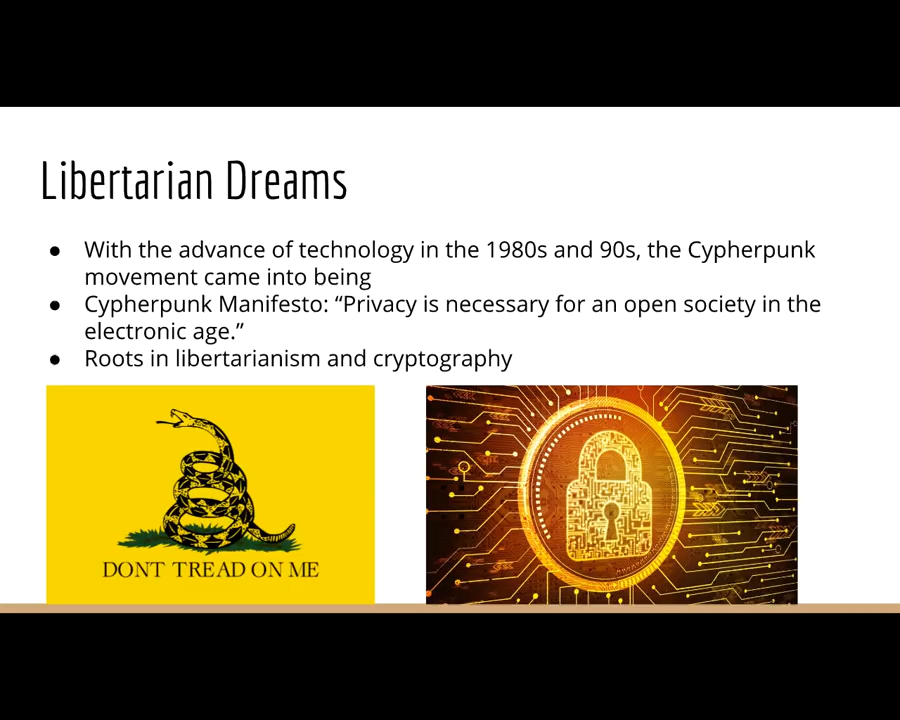 Libertarian Dreams
● With the advance of technology in the 1980s and 90s, the Cypherpunk
movement came into being
● Cypherpunk Manifesto: “Privacy is necessary for an open society in the
electronic age.”
● Roots in libertarianism and cryptography
DONT TREAD ON ME